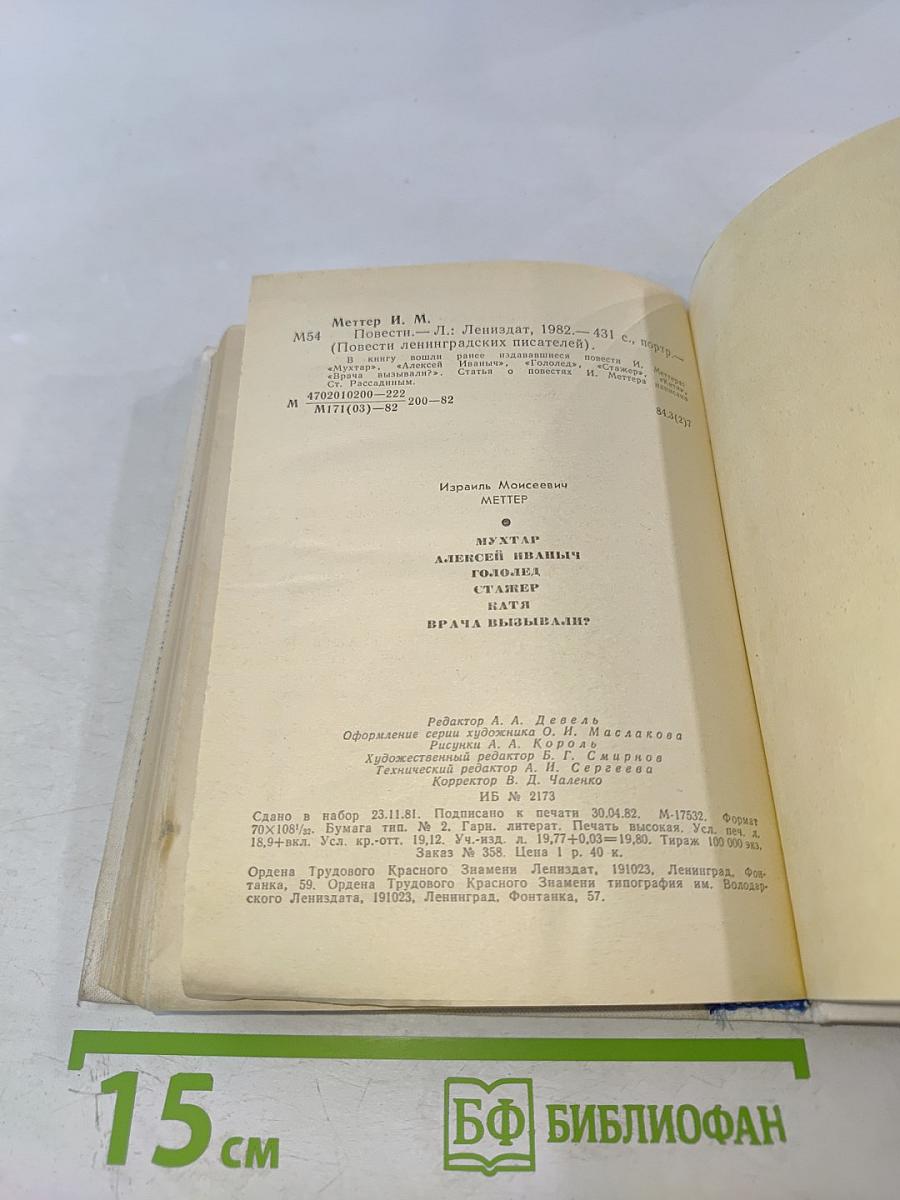 Меттер И. М.
М54 Повести.— Л.: Лениздат, 1982.— 431 с., портр.—
(Повести ленинградских писателей).
В книгу вошли ранее издававшиеся повести И. Меттера:
«Мухтар», «Алексей Иваныч», «Гололед», «Стажер», «Катя»,
«Врача вызывали?». Статья о повестях И. Меттера написана
Ст. Рассадиным.
М 4702010200—222
М171(03)—82 200—82
84.3(2)7
Израиль Моисеевич
МЕТТЕР
МУХТАР
АЛЕКСЕЙ ИВАНЫЧ
ГОЛОЛЕД
СТАЖЕР
КАТЯ
ВРАЧА ВЫЗЫВАЛИ?
Редактор А. А. Девель
Оформление серии художника О. И. Маслакова
Рисунки А. А. Король
Художественный редактор Б. Г. Смирнов
Технический редактор А. И. Сергеева
Корректор В. Д. Чаленко
ИБ № 2173
Сдано в набор 23.11.81. Подписано к печати 30.04.82. М-17532. Формат
70×108¹/₃₂. Бумага тип. № 2. Гарн. литерат. Печать высокая. Усл. печ. л.
18,9+вкл. Усл. кр.-отт. 19,12. Уч.-изд. л. 19,77+0,03=19,80. Тираж 100 000 экз.
Заказ № 358. Цена 1 р. 40 к.
Ордена Трудового Красного Знамени Лениздат, 191023, Ленинград, Фон-
танка, 59. Ордена Трудового Красного Знамени типография им. Володар-
ского Лениздата, 191023, Ленинград, Фонтанка, 57.
15 см
БФ БИБЛИОФАН